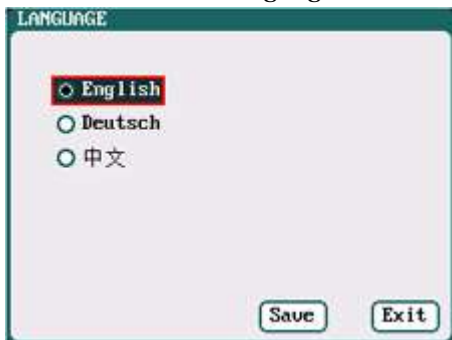 LANGUAGE
English
Deutsch
中文
Save Exit